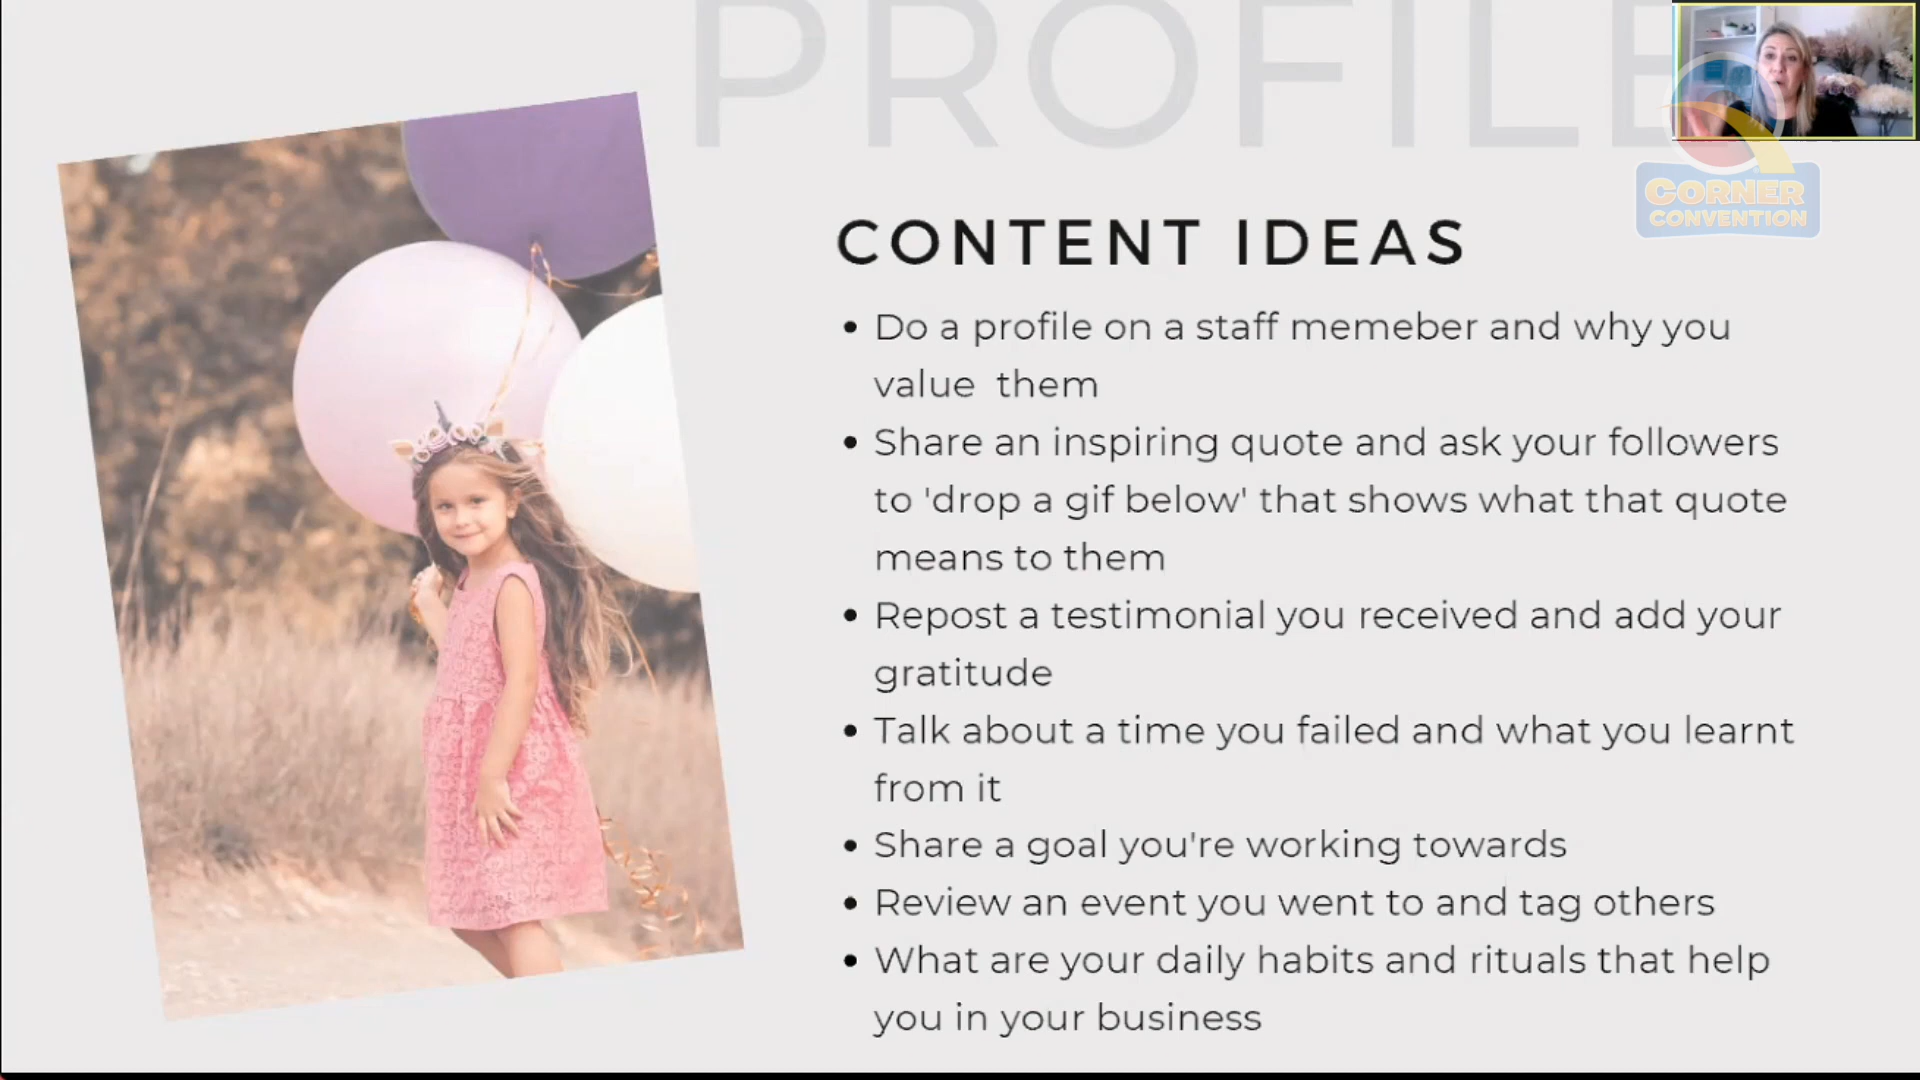 PROFILE
CORNER
CONVENTION
CONTENT IDEAS
• Do a profile on a staff memeber and why you
value them
• Share an inspiring quote and ask your followers
to 'drop a gif below' that shows what that quote
means to them
• Repost a testimonial you received and add your
gratitude
• Talk about a time you failed and what you learnt
from it
• Share a goal you're working towards
• Review an event you went to and tag others
• What are your daily habits and rituals that help
you in your business